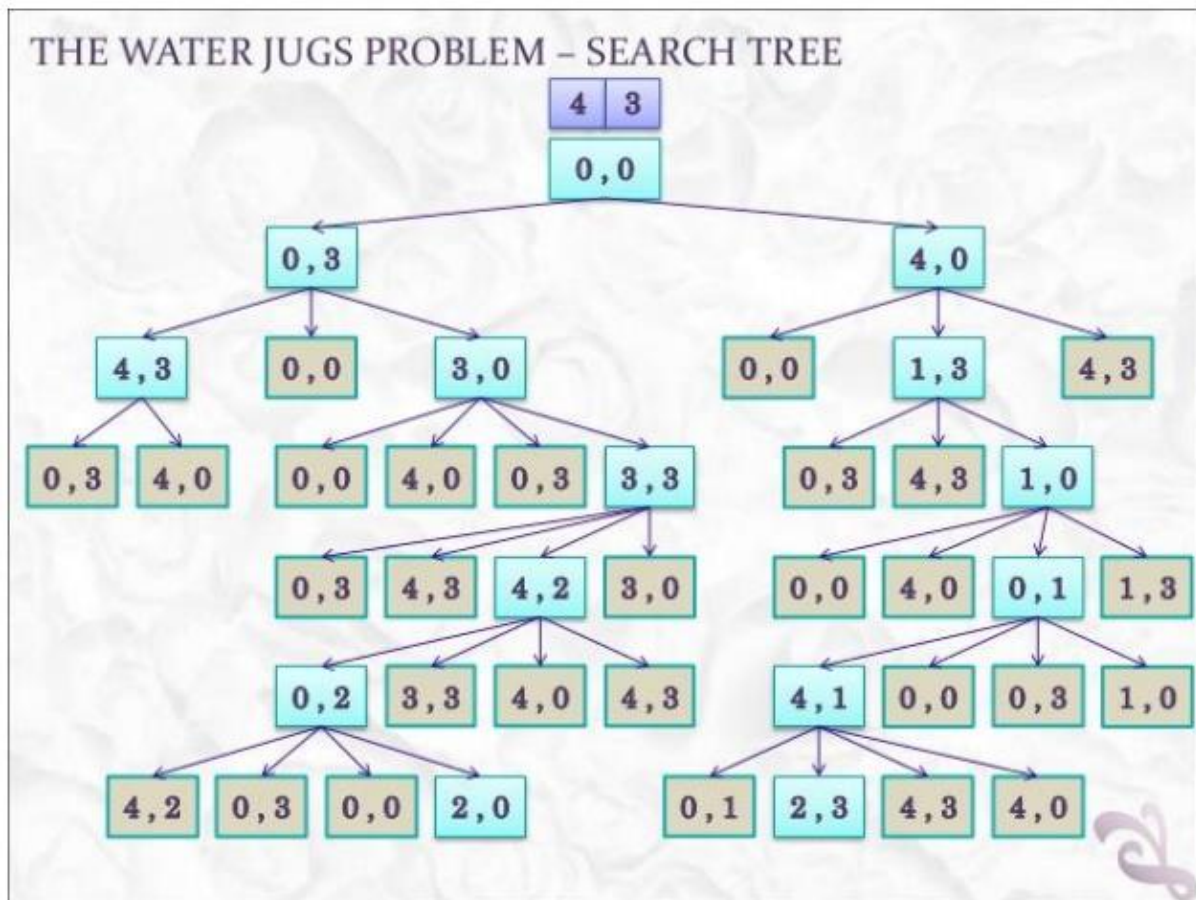 THE WATER JUGS PROBLEM – SEARCH TREE
4 3
0 , 0
0 , 3 4 , 0
4 , 3 0 , 0 3 , 0 0 , 0 1 , 3 4 , 3
0 , 3 4 , 0 0 , 0 4 , 0 0 , 3 3 , 3 0 , 3 4 , 3 1 , 0
0 , 3 4 , 3 4 , 2 3 , 0 0 , 0 4 , 0 0 , 1 1 , 3
0 , 2 3 , 3 4 , 0 4 , 3 4 , 1 0 , 0 0 , 3 1 , 0
4 , 2 0 , 3 0 , 0 2 , 0 0 , 1 2 , 3 4 , 3 4 , 0